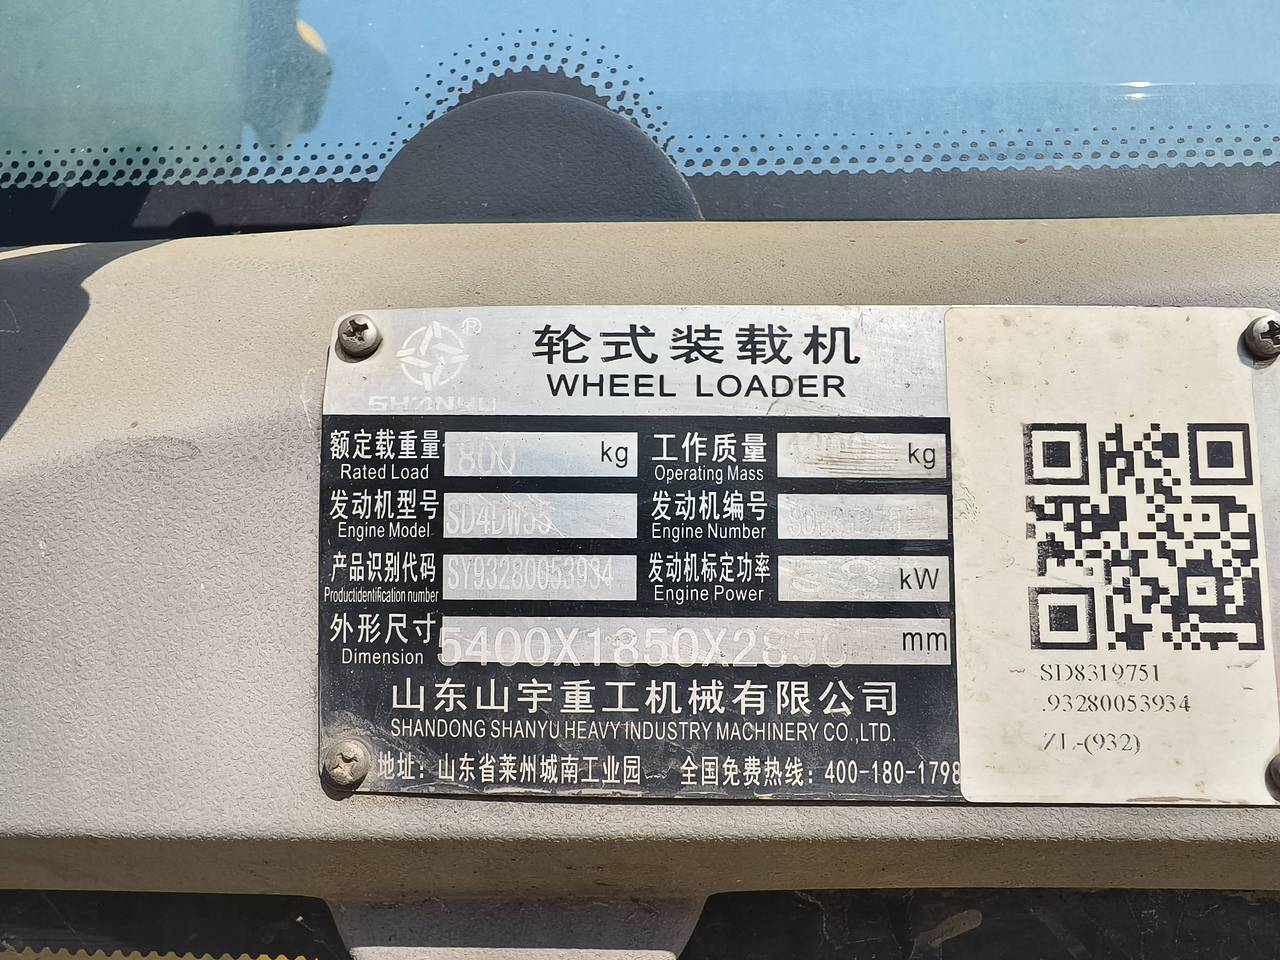 ®
SHANYU
轮式装载机
WHEEL LOADER
额定载重量 800 kg 工作质量 kg
Rated Load Operating Mass
发动机型号 SD4DW55 发动机编号
Engine Model Engine Number
产品识别代码 SY93280053934 发动机标定功率 kW
Productidentification number Engine Power
外形尺寸 5400X1850X2850 mm
Dimension
山东山宇重工机械有限公司
SHANDONG SHANYU HEAVY INDUSTRY MACHINERY CO.,LTD.
地址：山东省莱州城南工业园 全国免费热线：400-180-1798
SD8319751
.93280053934
ZL-(932)